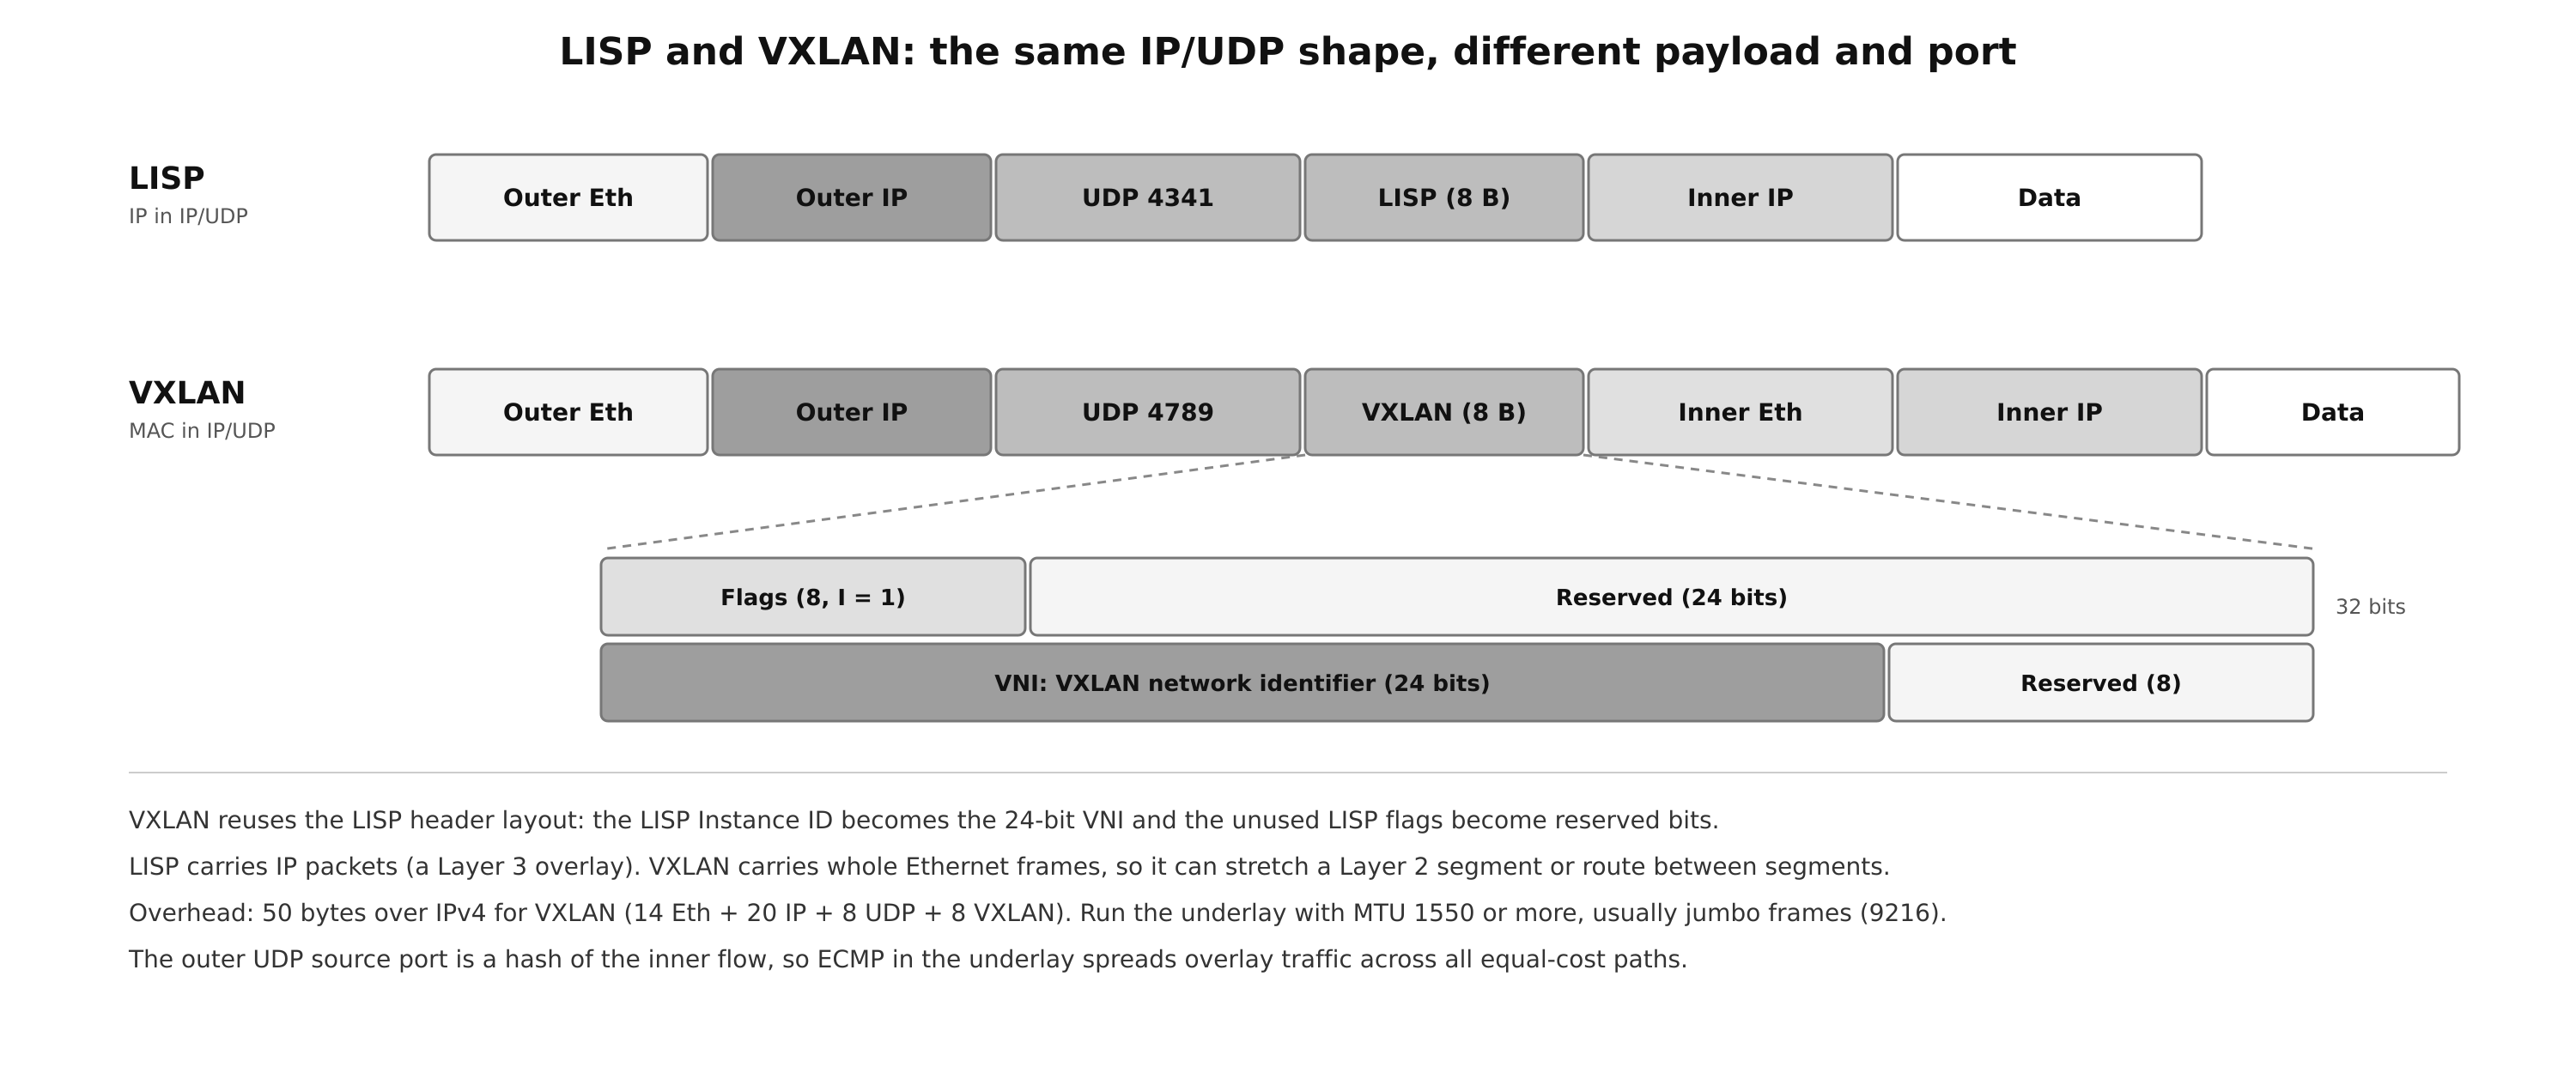 LISP and VXLAN: the same IP/UDP shape, different payload and port
LISP
IP in IP/UDP
Outer Eth
Outer IP
UDP 4341
LISP (8 B)
Inner IP
Data
VXLAN
MAC in IP/UDP
Outer Eth
Outer IP
UDP 4789
VXLAN (8 B)
Inner Eth
Inner IP
Data
Flags (8, I = 1)
Reserved (24 bits)
32 bits
VNI: VXLAN network identifier (24 bits)
Reserved (8)
VXLAN reuses the LISP header layout: the LISP Instance ID becomes the 24-bit VNI and the unused LISP flags become reserved bits.
LISP carries IP packets (a Layer 3 overlay). VXLAN carries whole Ethernet frames, so it can stretch a Layer 2 segment or route between segments.
Overhead: 50 bytes over IPv4 for VXLAN (14 Eth + 20 IP + 8 UDP + 8 VXLAN). Run the underlay with MTU 1550 or more, usually jumbo frames (9216).
The outer UDP source port is a hash of the inner flow, so ECMP in the underlay spreads overlay traffic across all equal-cost paths.